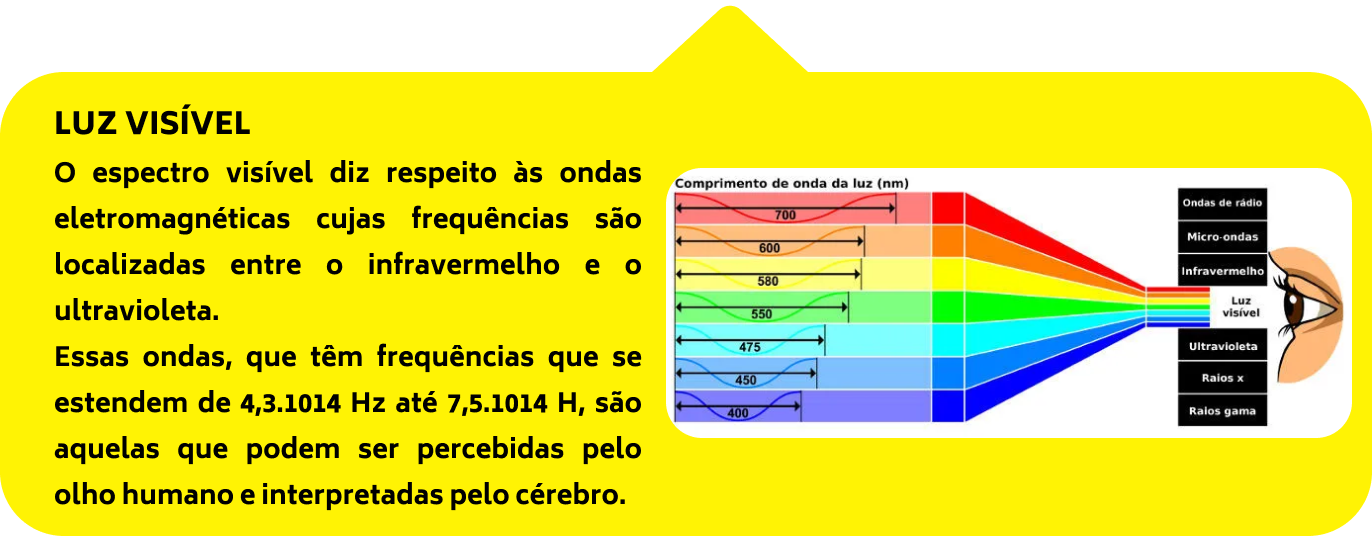 LUZ VISÍVEL
O espectro visível diz respeito às ondas
eletromagnéticas cujas frequências são
localizadas entre o infravermelho e o
ultravioleta.
Essas ondas, que têm frequências que se
estendem de 4,3.1014 Hz até 7,5.1014 H, são
aquelas que podem ser percebidas pelo
olho humano e interpretadas pelo cérebro.
Comprimento de onda da luz (nm)
700
600
580
550
475
450
400
Ondas de rádio
Micro-ondas
Infravermelho
Luz
visível
Ultravioleta
Raios x
Raios gama